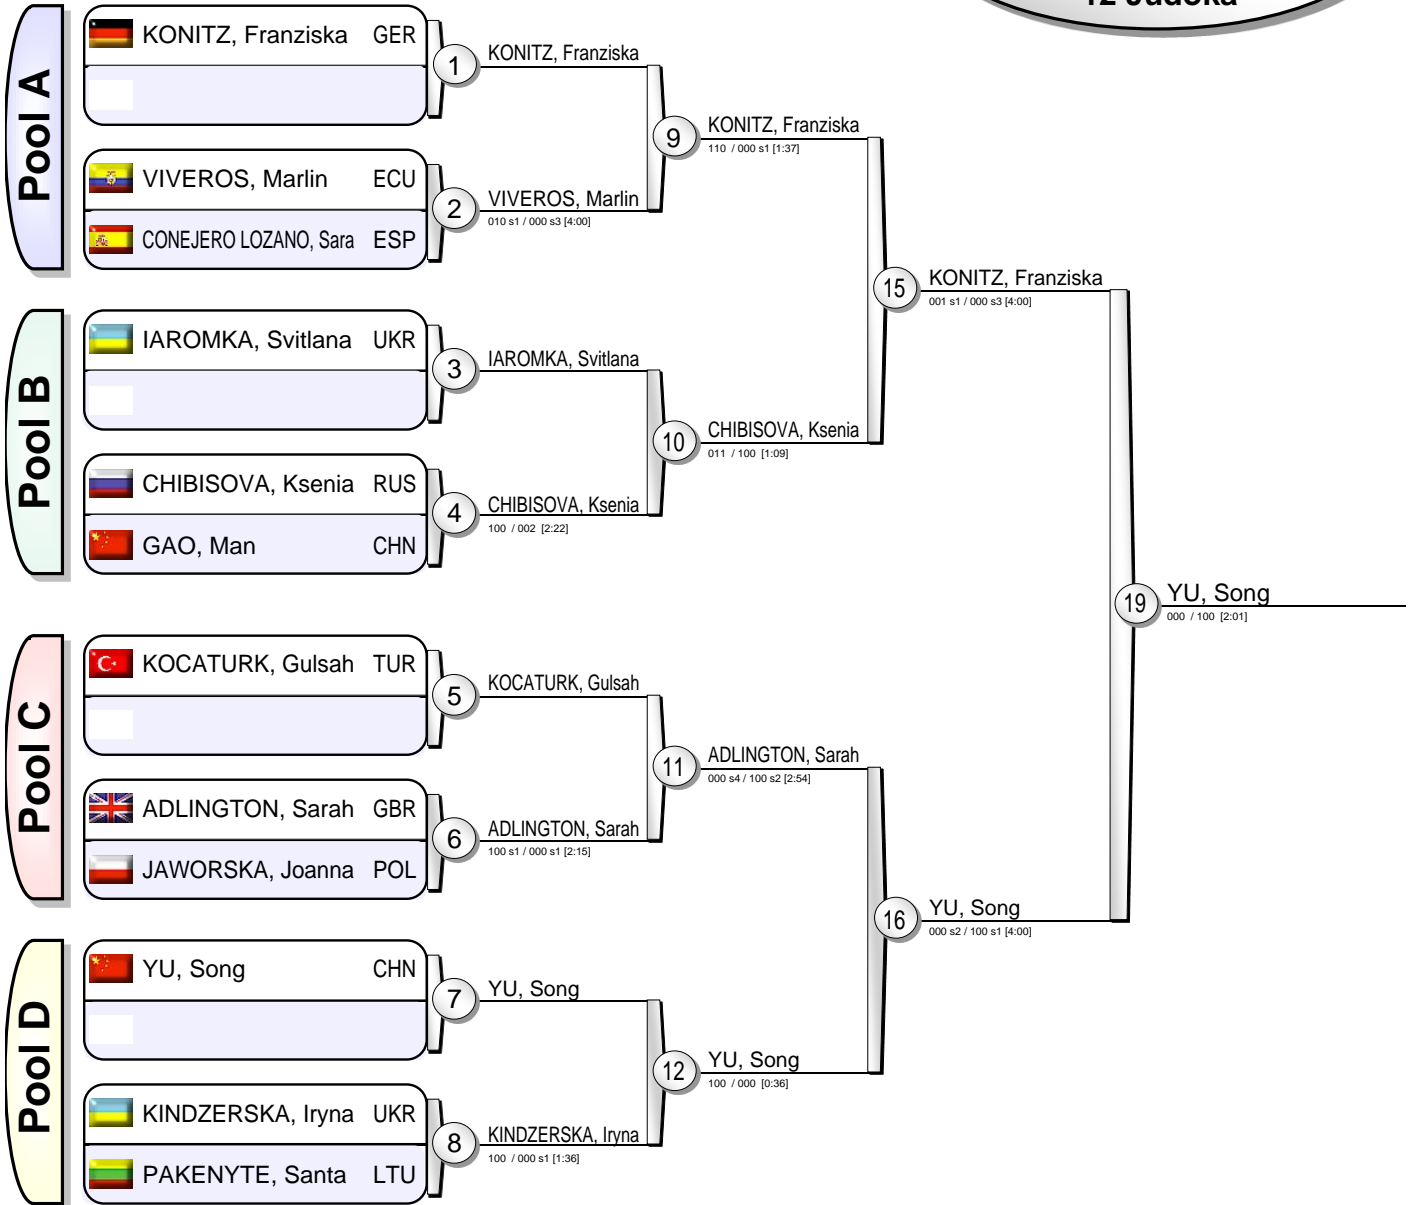 12 Judoka
Pool A
KONITZ, Franziska GER
1
KONITZ, Franziska
VIVEROS, Marlin ECU
CONEJERO LOZANO, Sara ESP
2
VIVEROS, Marlin
010 s1 / 000 s3 [4:00]
9
KONITZ, Franziska
110 / 000 s1 [1:37]
Pool B
IAROMKA, Svitlana UKR
3
IAROMKA, Svitlana
CHIBISOVA, Ksenia RUS
GAO, Man CHN
4
CHIBISOVA, Ksenia
100 / 002 [2:22]
10
CHIBISOVA, Ksenia
011 / 100 [1:09]
15
KONITZ, Franziska
001 s1 / 000 s3 [4:00]
Pool C
KOCATURK, Gulsah TUR
5
KOCATURK, Gulsah
ADLINGTON, Sarah GBR
JAWORSKA, Joanna POL
6
ADLINGTON, Sarah
100 s1 / 000 s1 [2:15]
11
ADLINGTON, Sarah
000 s4 / 100 s2 [2:54]
Pool D
YU, Song CHN
7
YU, Song
KINDZERSKA, Iryna UKR
PAKENYTE, Santa LTU
8
KINDZERSKA, Iryna
100 / 000 s1 [1:36]
12
YU, Song
100 / 000 [0:36]
16
YU, Song
000 s2 / 100 s1 [4:00]
19
YU, Song
000 / 100 [2:01]